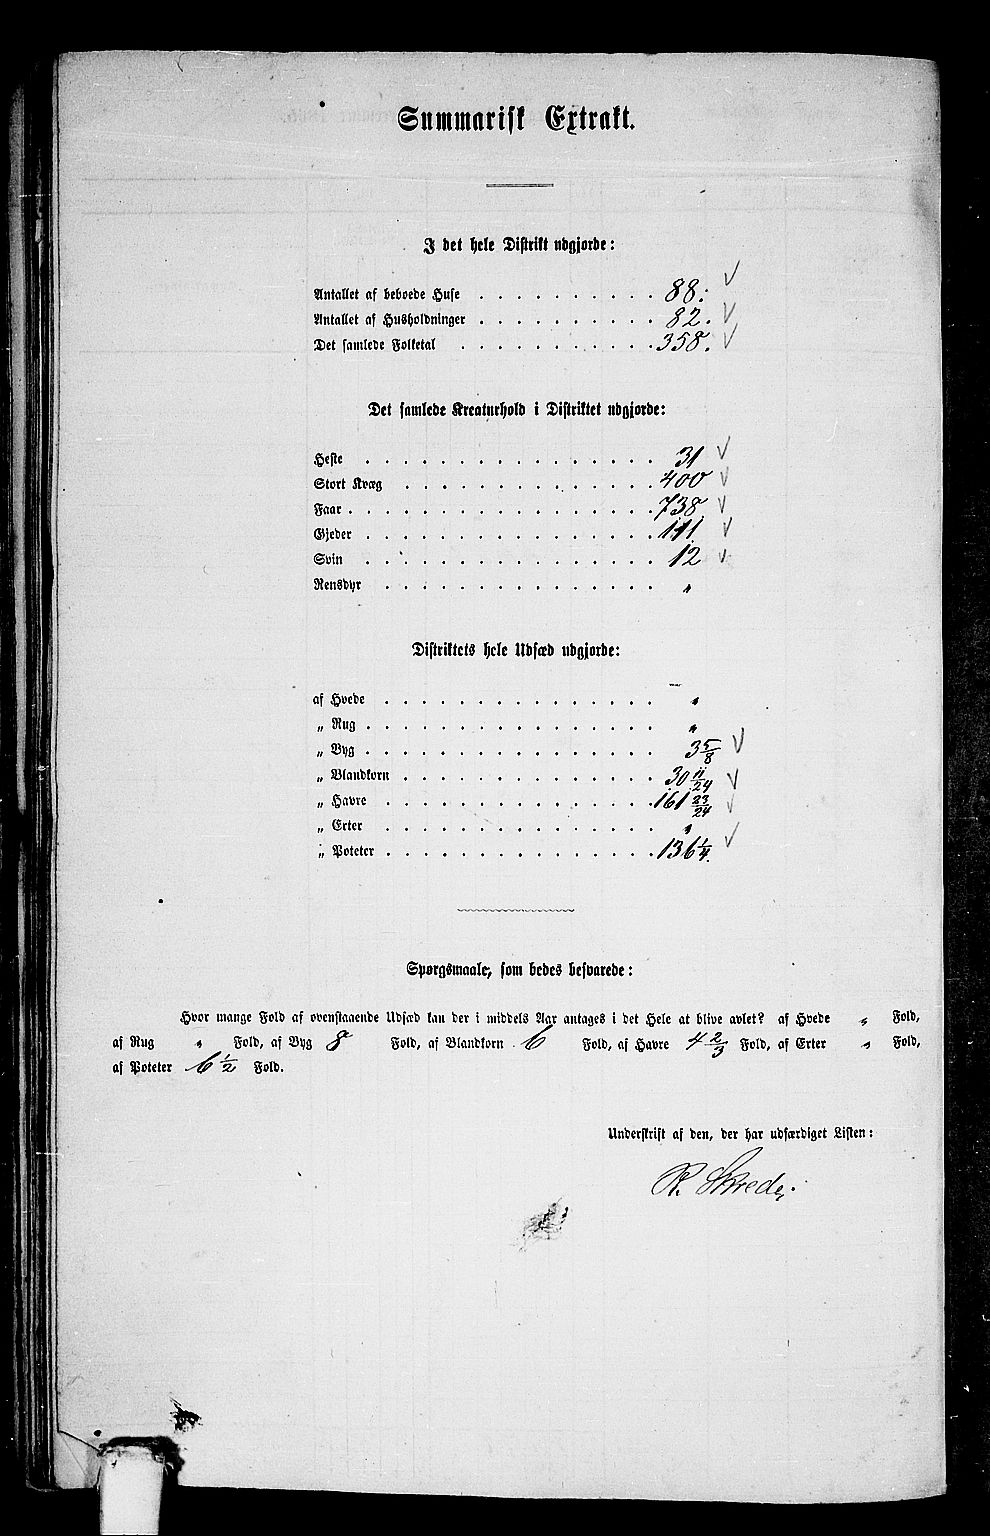 Summarisk Extrakt.
I det hele Distrikt udgjorde:
Antallet af beboede Huse . . . . . . . . . . 88.
Antallet af Husholdninger . . . . . . . . . . 82.
Det samlede Folketal . . . . . . . . . . . 358.
Det samlede Kreaturhold i Distriktet udgjorde:
Heste . . . . . . . . . . . . . . . . 31
Stort Kvæg . . . . . . . . . . . . . . 400
Faar . . . . . . . . . . . . . . . . . 738
Gjeder . . . . . . . . . . . . . . . . 111
Svin . . . . . . . . . . . . . . . . 12
Rensdyr . . . . . . . . . . . . . . . "
Distriktets hele Udsæd udgjorde:
af Hvede . . . . . . . . . . . . . . . "
„ Rug . . . . . . . . . . . . . . . . "
„ Byg . . . . . . . . . . . . . . . . 3 5/8
„ Blandkorn . . . . . . . . . . . . . . 30 11/24
„ Havre . . . . . . . . . . . . . . . 161 23/24
„ Erter . . . . . . . . . . . . . . . "
„ Poteter . . . . . . . . . . . . . . . 136 1/4.
Spørgsmaale, som bedes besvarede:
Hvor mange Fold af ovenstaaende Udsæd kan der i middels Aar antages i det Hele at blive avlet? af Hvede " Fold,
af Rug " Fold, af Byg 8 Fold, af Blandkorn 6 Fold, af Havre 4 2/3 Fold, af Erter " Fold,
af Poteter 6 1/2 Fold.
Underskrift af den, der har udfærdiget Listen:
R. Skrede.